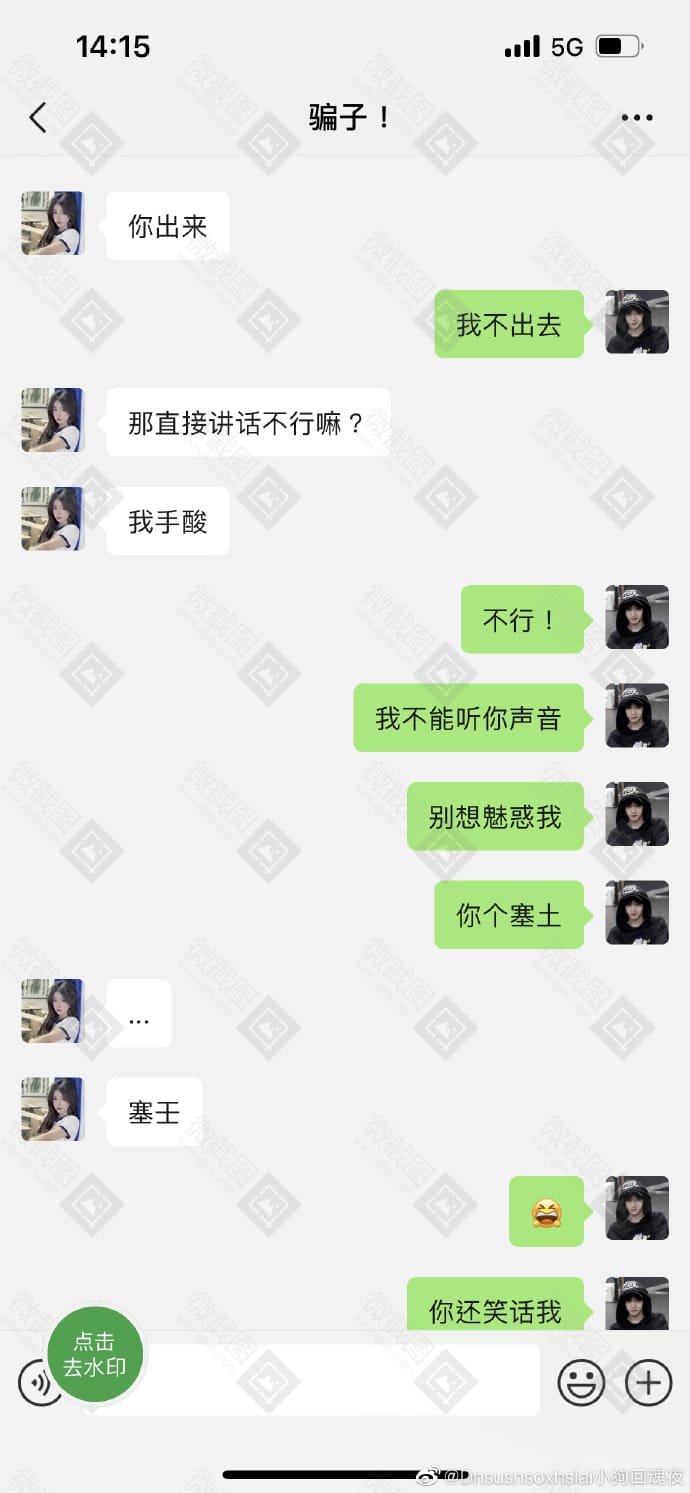 14:15
5G
骗子！
你出来
我不出去
那直接讲话不行嘛？
我手酸
不行！
我不能听你声音
别想魅惑我
你个塞土
...
塞王
😫
你还笑话我
点击
去水印
微截图
@Dnsusnsoxnslai小狗回魂夜